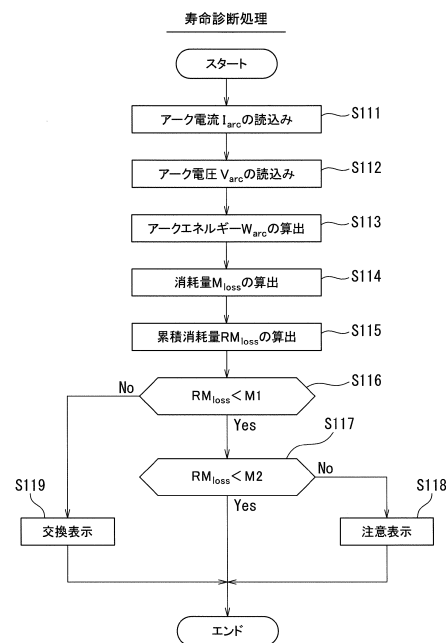 寿命診断処理
スタート
アーク電流Iarcの読込み
S111
アーク電圧Varcの読込み
S112
アークエネルギーWarcの算出
S113
消耗量Mlossの算出
S114
累積消耗量RMlossの算出
S115
RMloss<M1
S116
No
Yes
RMloss<M2
S117
No
Yes
S119
交換表示
S118
注意表示
エンド